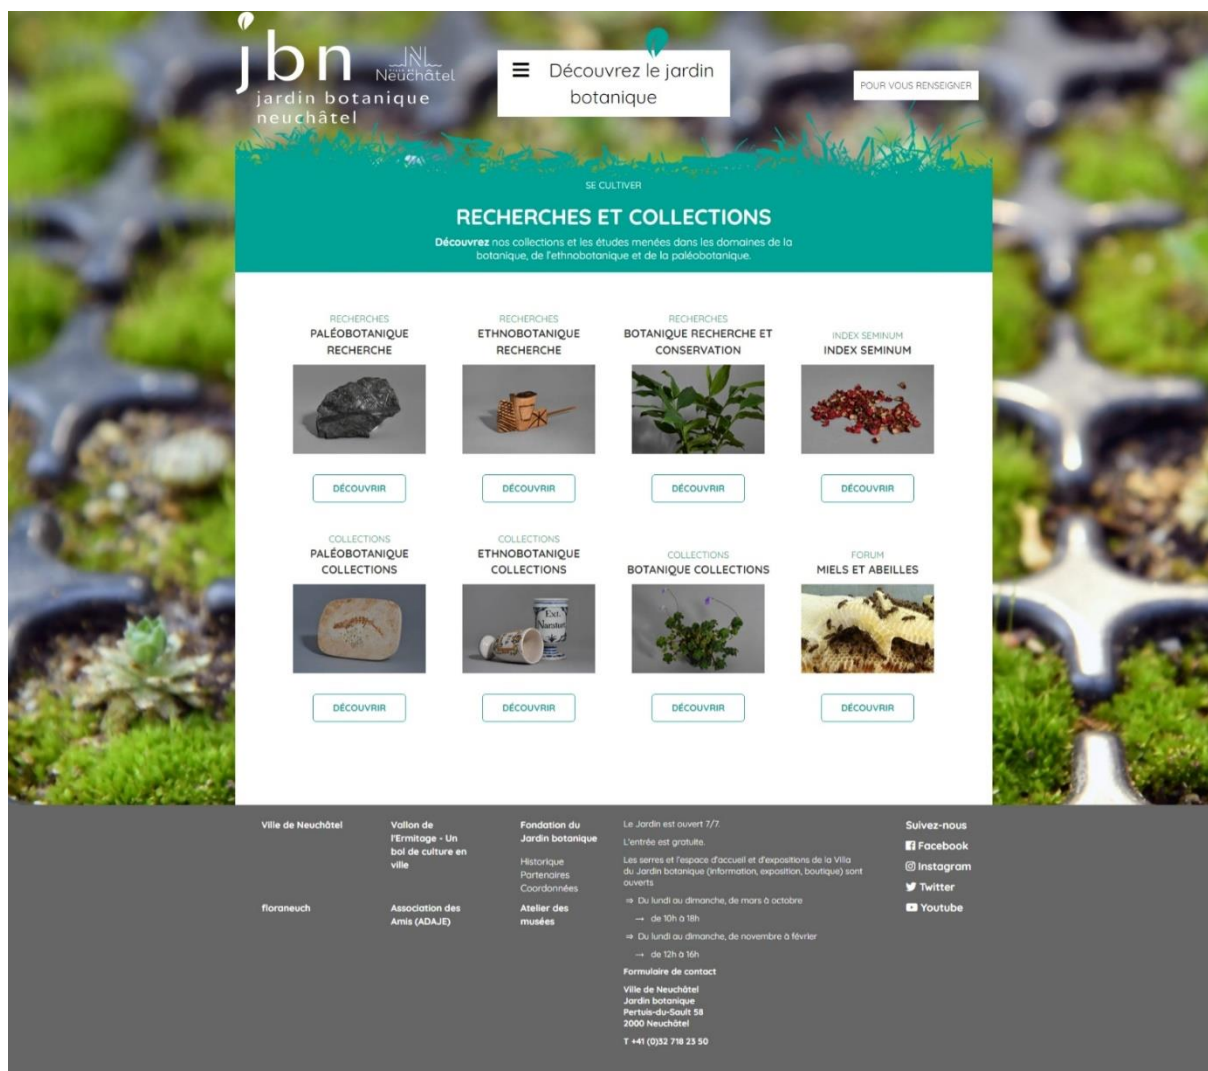 jbn
VILLE DE
Neuchâtel
jardin botanique
neuchâtel
Découvrez le jardin
botanique
POUR VOUS RENSEIGNER
SE CULTIVER
RECHERCHES ET COLLECTIONS
Découvrez nos collections et les études menées dans les domaines de la
botanique, de l'ethnobotanique et de la paléobotanique.
RECHERCHES
PALÉOBOTANIQUE
RECHERCHE
DÉCOUVRIR
RECHERCHES
ETHNOBOTANIQUE
RECHERCHE
DÉCOUVRIR
RECHERCHES
BOTANIQUE RECHERCHE ET
CONSERVATION
DÉCOUVRIR
INDEX SEMINUM
INDEX SEMINUM
DÉCOUVRIR
COLLECTIONS
PALÉOBOTANIQUE
COLLECTIONS
DÉCOUVRIR
COLLECTIONS
ETHNOBOTANIQUE
COLLECTIONS
Ext.
DÉCOUVRIR
COLLECTIONS
BOTANIQUE COLLECTIONS
DÉCOUVRIR
FORUM
MIELS ET ABEILLES
DÉCOUVRIR
Ville de Neuchâtel
Vallon de
l'Ermitage - Un
bol de culture en
ville
Fondation du
Jardin botanique
Historique
Partenaires
Coordonnées
floraneuch
Association des
Amis (ADAJE)
Atelier des
musées
Le Jardin est ouvert 7/7.
L'entrée est gratuite.
Les serres et l'espace d'accueil et d'expositions de la Villa
du Jardin botanique (information, exposition, boutique) sont
ouverts
⇒ Du lundi au dimanche, de mars à octobre
→ de 10h à 18h
⇒ Du lundi au dimanche, de novembre à février
→ de 12h à 16h
Formulaire de contact
Ville de Neuchâtel
Jardin botanique
Pertuis-du-Sault 58
2000 Neuchâtel
T +41 (0)32 718 23 50
Suivez-nous
Facebook
Instagram
Twitter
Youtube